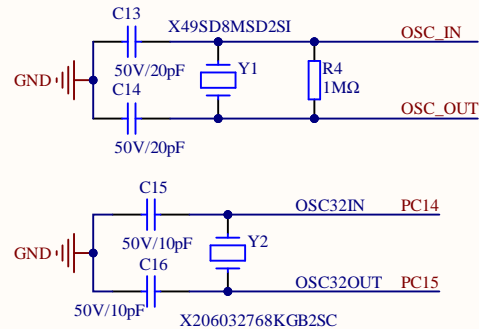 C13
X49SD8MSD2SI
OSC_IN
50V/20pF
GND
C14
Y1
R4
1MΩ
OSC_OUT
50V/20pF
C15
OSC32IN
PC14
50V/10pF
GND
C16
Y2
OSC32OUT
PC15
50V/10pF
X206032768KGB2SC